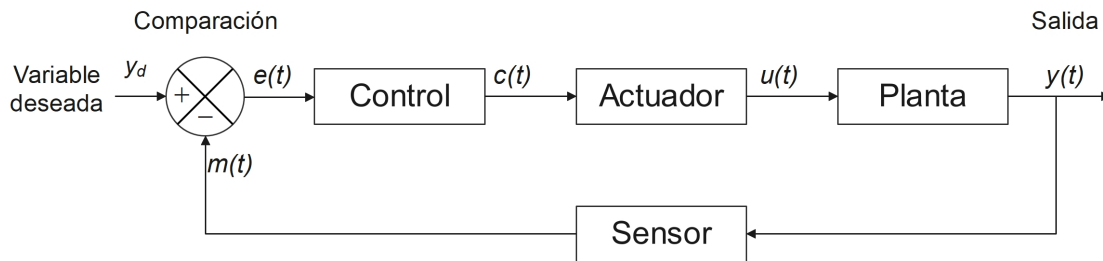 Comparación
Salida
Variable
deseada
y_d
+
−
e(t)
Control
c(t)
Actuador
u(t)
Planta
y(t)
m(t)
Sensor